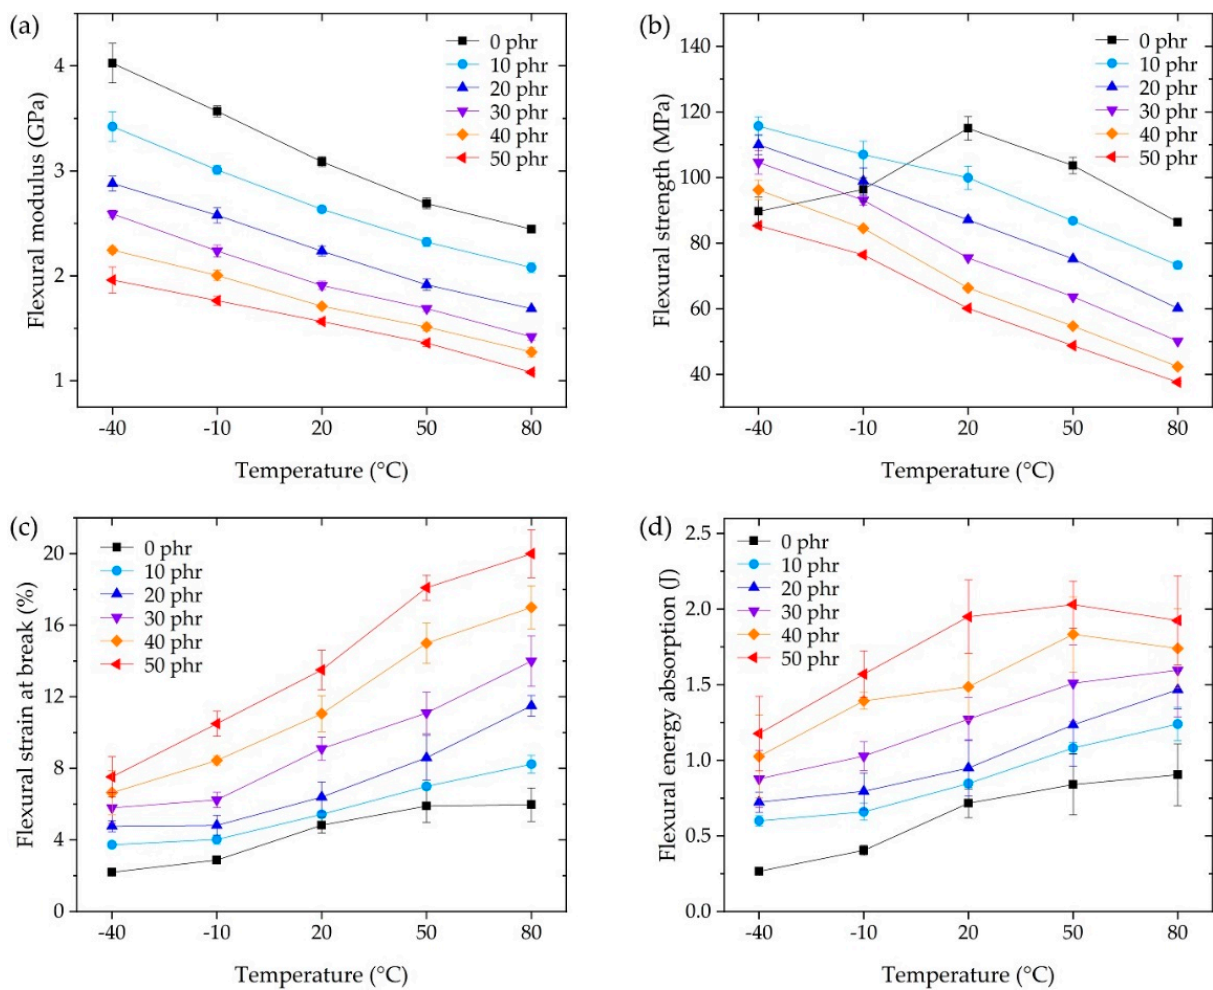 (a)
0 phr
10 phr
20 phr
30 phr
40 phr
50 phr
Flexural modulus (GPa)
4
3
2
1
-40 -10 20 50 80
Temperature (°C)
(b)
0 phr
10 phr
20 phr
30 phr
40 phr
50 phr
Flexural strength (MPa)
140
120
100
80
60
40
-40 -10 20 50 80
Temperature (°C)
(c)
0 phr
10 phr
20 phr
30 phr
40 phr
50 phr
Flexural strain at break (%)
20
16
12
8
4
0
-40 -10 20 50 80
Temperature (°C)
(d)
0 phr
10 phr
20 phr
30 phr
40 phr
50 phr
Flexural energy absorption (J)
2.5
2.0
1.5
1.0
0.5
0.0
-40 -10 20 50 80
Temperature (°C)